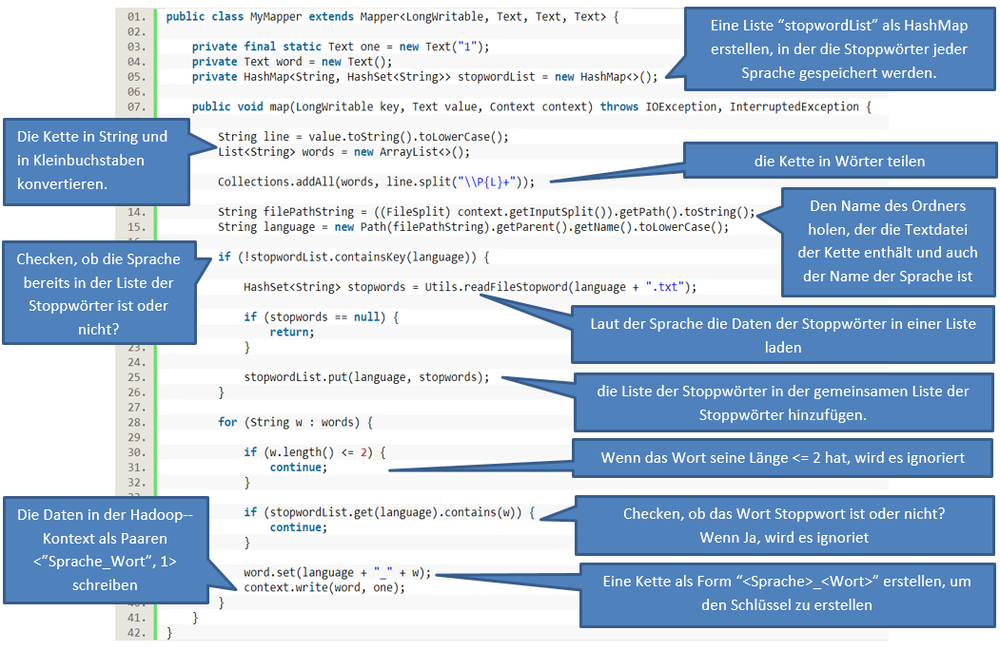 01. public class MyMapper extends Mapper<LongWritable, Text, Text, Text> {
02.
03. private final static Text one = new Text("1");
04. private Text word = new Text();
05. private HashMap<String, HashSet<String>> stopwordList = new HashMap<>();
06.
07. public void map(LongWritable key, Text value, Context context) throws IOException, InterruptedException {
Eine Liste “stopwordList” als HashMap
erstellen, in der die Stoppwörter jeder
Sprache gespeichert werden.
Die Kette in String und
in Kleinbuchstaben
konvertieren.
String line = value.toString().toLowerCase();
List<String> words = new ArrayList<>();
Collections.addAll(words, line.split("\\P{L}+"));
die Kette in Wörter teilen
14. String filePathString = ((FileSplit) context.getInputSplit()).getPath().toString();
15. String language = new Path(filePathString).getParent().getName().toLowerCase();
Den Name des Ordners
holen, der die Textdatei
der Kette enthält und auch
der Name der Sprache ist
Checken, ob die Sprache
bereits in der Liste der
Stoppwörter ist oder
nicht?
if (!stopwordList.containsKey(language)) {
HashSet<String> stopwords = Utils.readFileStopword(language + ".txt");
if (stopwords == null) {
return;
23. }
24.
25. stopwordList.put(language, stopwords);
26. }
27.
Laut der Sprache die Daten der Stoppwörter in einer Liste
laden
die Liste der Stoppwörter in der gemeinsamen Liste der
Stoppwörter hinzufügen.
28. for (String w : words) {
29.
30. if (w.length() <= 2) {
31. continue;
32. }
Wenn das Wort seine Länge <= 2 hat, wird es ignoriert
if (stopwordList.get(language).contains(w)) {
continue;
}
Checken, ob das Wort Stoppwort ist oder nicht?
Wenn Ja, wird es ignoriet
Die Daten in der Hadoop--
Kontext als Paaren
<”Sprache_Wort”, 1>
schreiben
word.set(language + "_" + w);
context.write(word, one);
Eine Kette als Form “<Sprache>_<Wort>” erstellen, um
den Schlüssel zu erstellen
40. }
41. }
42. }